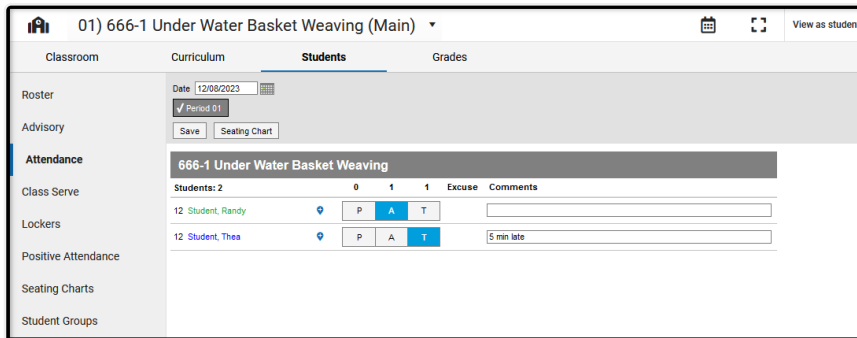 01) 666-1 Under Water Basket Weaving (Main)
View as studen
Classroom Curriculum Students Grades
Roster
Advisory
Attendance
Class Serve
Lockers
Positive Attendance
Seating Charts
Student Groups
Date 12/08/2023
Period 01
Save Seating Chart
666-1 Under Water Basket Weaving
Students: 2 0 1 1 Excuse Comments
12 Student, Randy P A T
12 Student, Thea P A T 5 min late